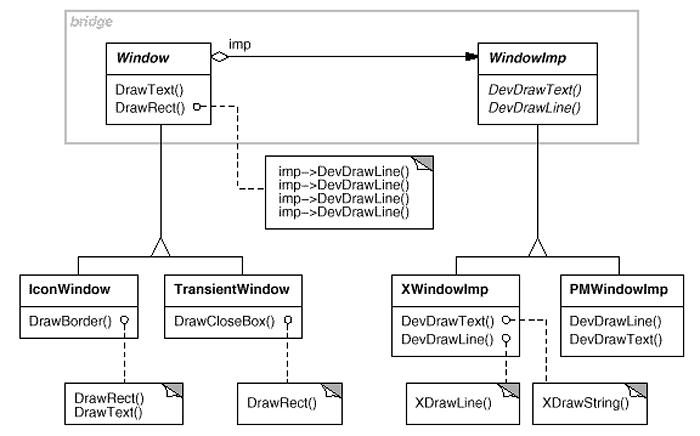 bridge
Window
imp
WindowImp
DrawText()
DrawRect()
DevDrawText()
DevDrawLine()
imp->DevDrawLine()
imp->DevDrawLine()
imp->DevDrawLine()
imp->DevDrawLine()
IconWindow
DrawBorder()
TransientWindow
DrawCloseBox()
XWindowImp
DevDrawText()
DevDrawLine()
PMWindowImp
DevDrawLine()
DevDrawText()
DrawRect()
DrawText()
DrawRect()
XDrawLine()
XDrawString()